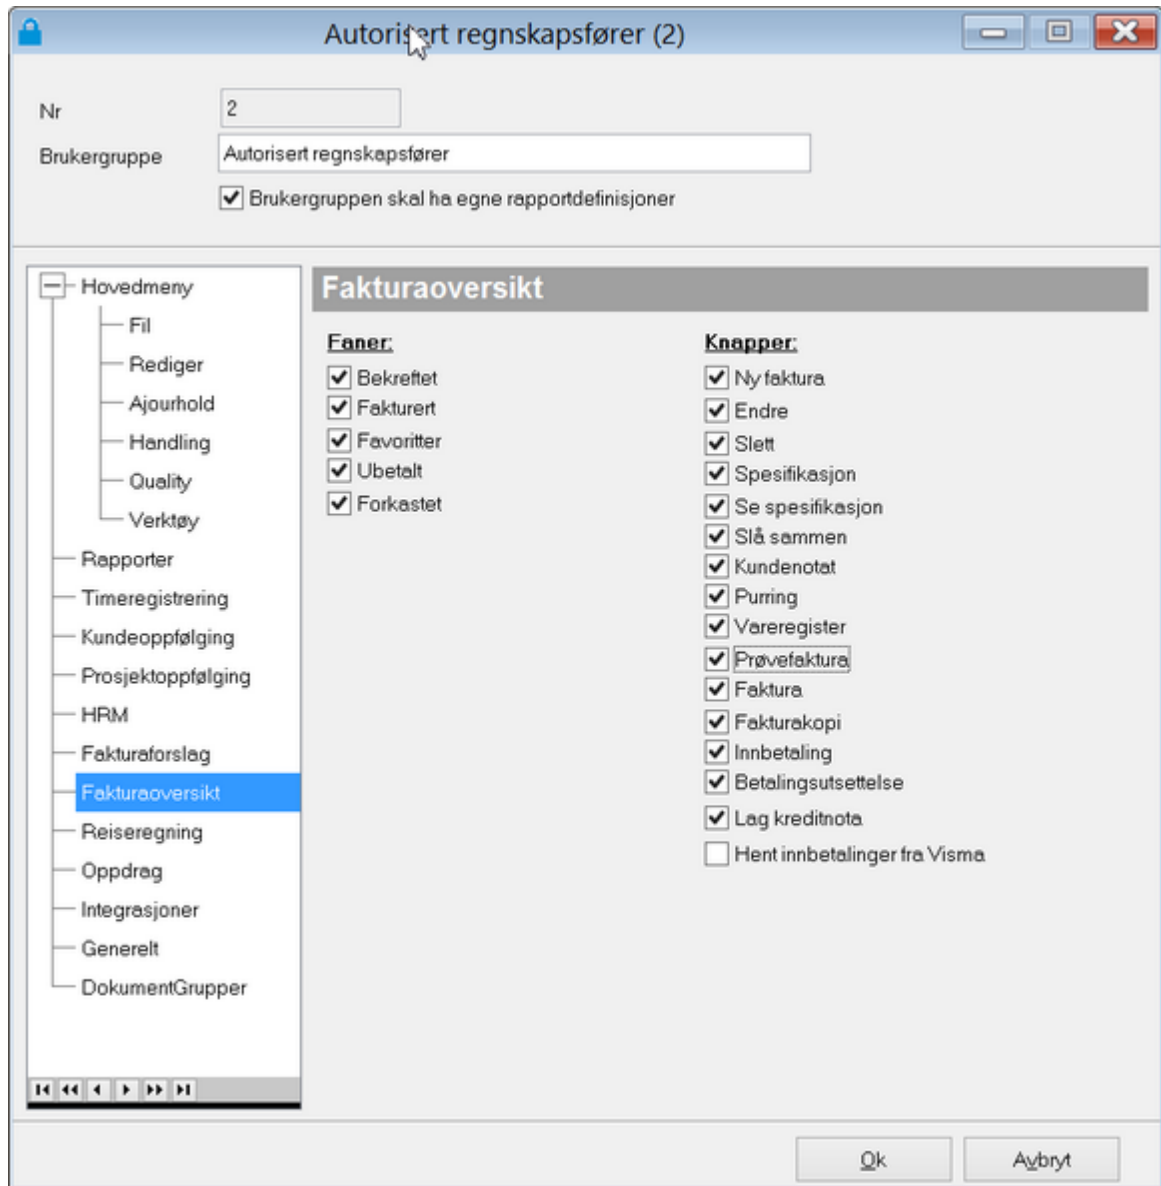 Autorisert regnskapsfører (2)
Nr
2
Brukergruppe
Autorisert regnskapsfører
Brukergruppen skal ha egne rapportdefinisjoner
Hovedmeny
Fil
Rediger
Ajourhold
Handling
Quality
Verktøy
Rapporter
Timeregistrering
Kundeoppfølging
Prosjektoppfølging
HRM
Fakturaforslag
Fakturaoversikt
Reiseregning
Oppdrag
Integrasjoner
Generelt
DokumentGrupper
Fakturaoversikt
Faner:
Bekreftet
Fakturert
Favoritter
Ubetalt
Forkastet
Knapper:
Ny faktura
Endre
Slett
Spesifikasjon
Se spesifikasjon
Slå sammen
Kundenotat
Purring
Vareregister
Prøvefaktura
Faktura
Fakturakopi
Innbetaling
Betalingsutsettelse
Lag kreditnota
Hent innbetalinger fra Visma
Ok
Avbryt